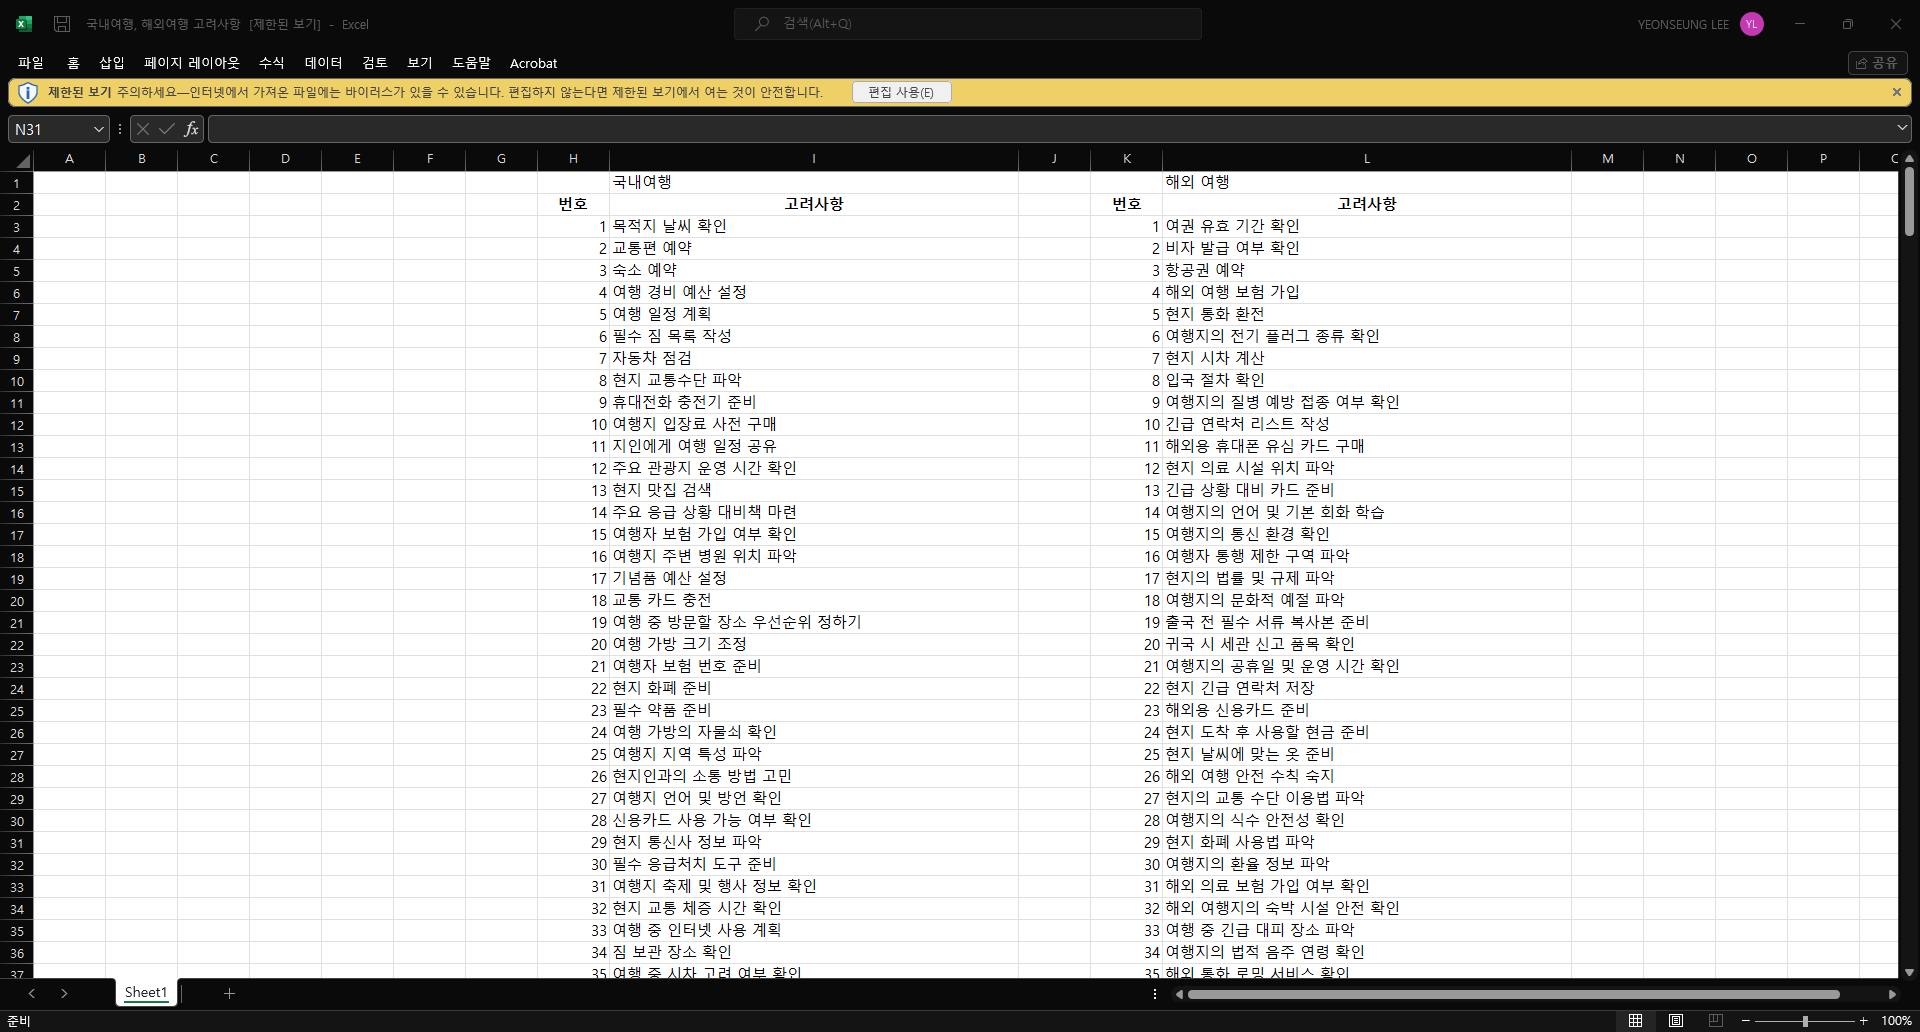 국내여행, 해외여행 고려사항 [제한된 보기] - Excel
검색(Alt+Q)
YEONSEUNG LEE YL
파일 홈 삽입 페이지 레이아웃 수식 데이터 검토 보기 도움말 Acrobat
공유
제한된 보기 주의하세요—인터넷에서 가져온 파일에는 바이러스가 있을 수 있습니다. 편집하지 않는다면 제한된 보기에서 여는 것이 안전합니다. 편집 사용(E)
N31 fx
A B C D E F G H I J K L M N O P
1 국내여행 해외 여행
2 번호 고려사항 번호 고려사항
3 1 목적지 날씨 확인 1 여권 유효 기간 확인
4 2 교통편 예약 2 비자 발급 여부 확인
5 3 숙소 예약 3 항공권 예약
6 4 여행 경비 예산 설정 4 해외 여행 보험 가입
7 5 여행 일정 계획 5 현지 통화 환전
8 6 필수 짐 목록 작성 6 여행지의 전기 플러그 종류 확인
9 7 자동차 점검 7 현지 시차 계산
10 8 현지 교통수단 파악 8 입국 절차 확인
11 9 휴대전화 충전기 준비 9 여행지의 질병 예방 접종 여부 확인
12 10 여행지 입장료 사전 구매 10 긴급 연락처 리스트 작성
13 11 지인에게 여행 일정 공유 11 해외용 휴대폰 유심 카드 구매
14 12 주요 관광지 운영 시간 확인 12 현지 의료 시설 위치 파악
15 13 현지 맛집 검색 13 긴급 상황 대비 카드 준비
16 14 주요 응급 상황 대비책 마련 14 여행지의 언어 및 기본 회화 학습
17 15 여행자 보험 가입 여부 확인 15 여행지의 통신 환경 확인
18 16 여행지 주변 병원 위치 파악 16 여행자 통행 제한 구역 파악
19 17 기념품 예산 설정 17 현지의 법률 및 규제 파악
20 18 교통 카드 충전 18 여행지의 문화적 예절 파악
21 19 여행 중 방문할 장소 우선순위 정하기 19 출국 전 필수 서류 복사본 준비
22 20 여행 가방 크기 조정 20 귀국 시 세관 신고 품목 확인
23 21 여행자 보험 번호 준비 21 여행지의 공휴일 및 운영 시간 확인
24 22 현지 화폐 준비 22 현지 긴급 연락처 저장
25 23 필수 약품 준비 23 해외용 신용카드 준비
26 24 여행 가방의 자물쇠 확인 24 현지 도착 후 사용할 현금 준비
27 25 여행지 지역 특성 파악 25 현지 날씨에 맞는 옷 준비
28 26 현지인과의 소통 방법 고민 26 해외 여행 안전 수칙 숙지
29 27 여행지 언어 및 방언 확인 27 현지의 교통 수단 이용법 파악
30 28 신용카드 사용 가능 여부 확인 28 여행지의 식수 안전성 확인
31 29 현지 통신사 정보 파악 29 현지 화폐 사용법 파악
32 30 필수 응급처치 도구 준비 30 여행지의 환율 정보 파악
33 31 여행지 축제 및 행사 정보 확인 31 해외 의료 보험 가입 여부 확인
34 32 현지 교통 체증 시간 확인 32 해외 여행지의 숙박 시설 안전 확인
35 33 여행 중 인터넷 사용 계획 33 여행 중 긴급 대피 장소 파악
36 34 짐 보관 장소 확인 34 여행지의 법적 음주 연령 확인
37 35 여행 중 시차 고려 여부 확인 35 해외 통화 로밍 서비스 확인
Sheet1
준비 100%